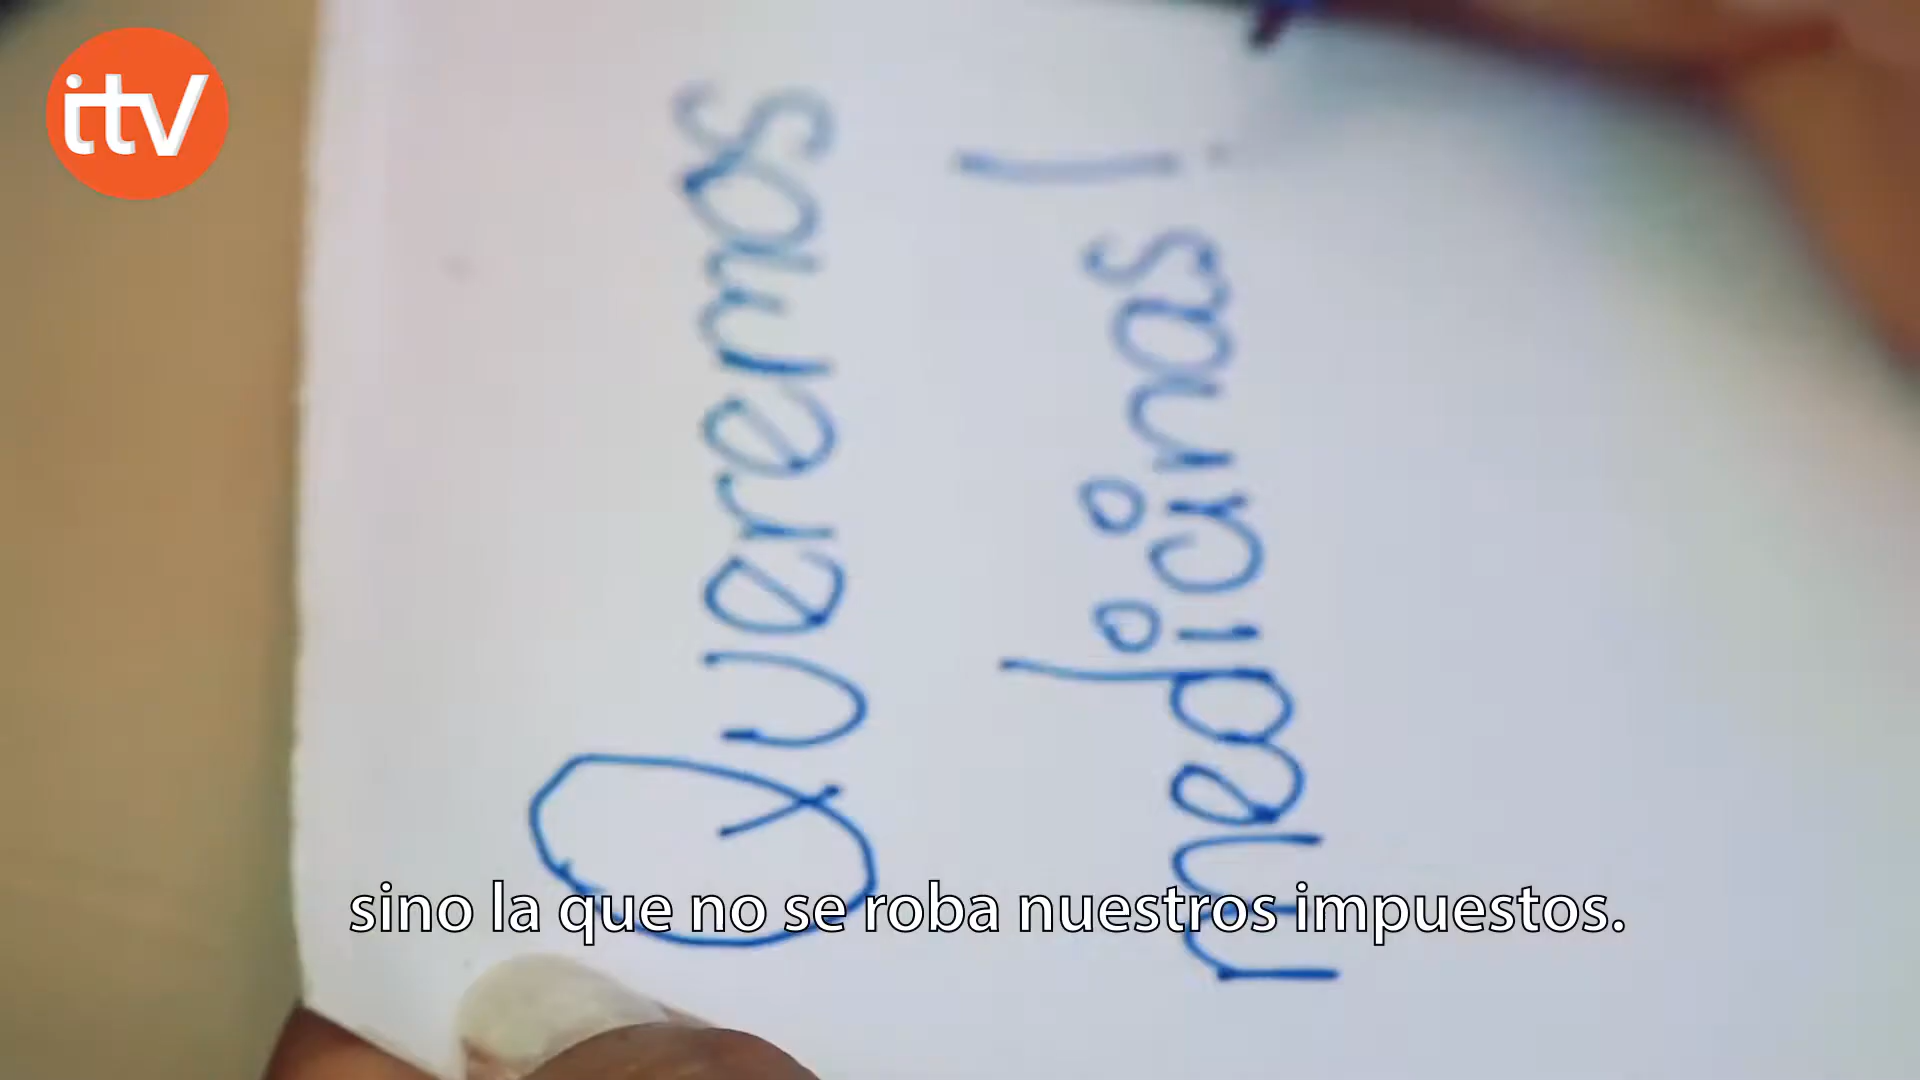 itv
Queremos
medicinas!
sino la que no se roba nuestros impuestos.